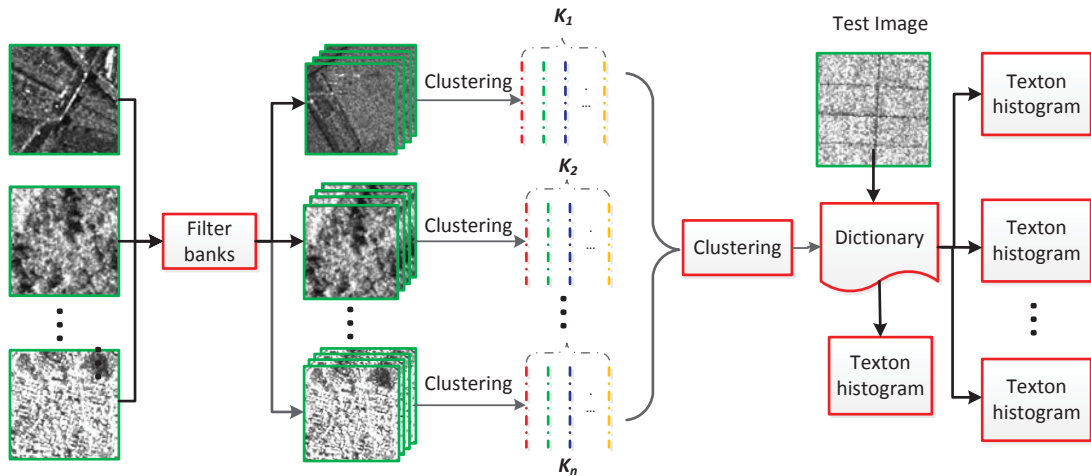 K1
Test Image
Clustering
...
Texton
histogram
K2
Filter
banks
Clustering
...
Clustering
Dictionary
Texton
histogram
Clustering
...
Kn
Texton
histogram
Texton
histogram